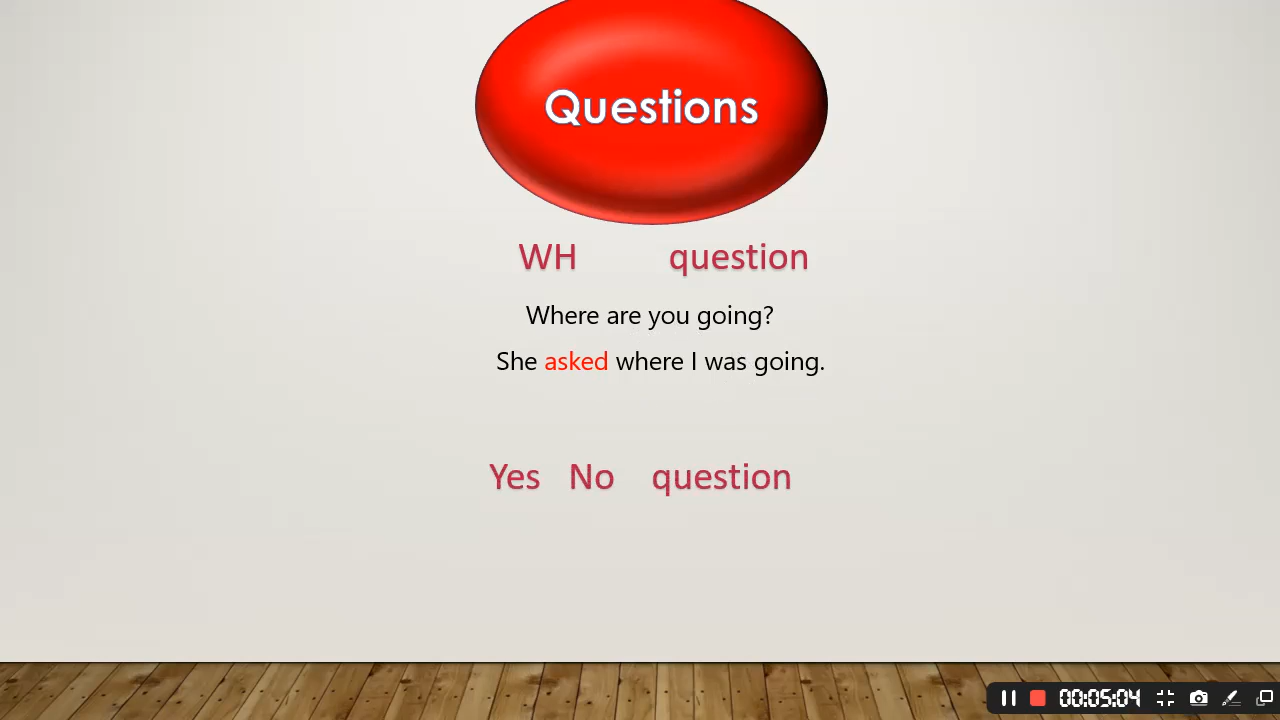 Questions
WH question
Where are you going?
She asked where I was going.
Yes No question
00:05:04